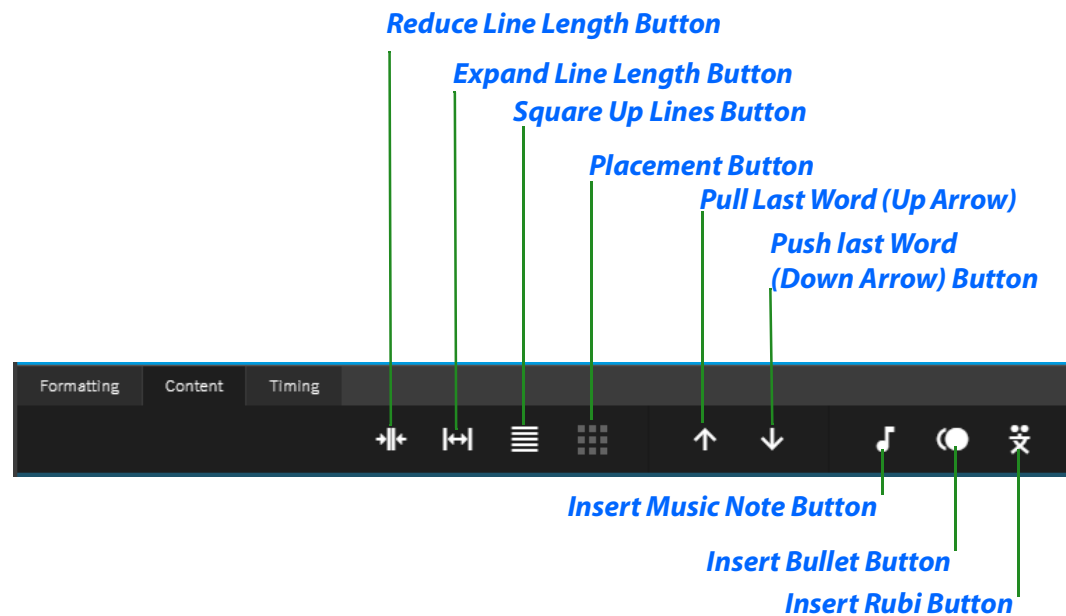 Reduce Line Length Button
Expand Line Length Button
Square Up Lines Button
Placement Button
Pull Last Word (Up Arrow)
Push last Word
(Down Arrow) Button
Formatting Content Timing
Insert Music Note Button
Insert Bullet Button
Insert Rubi Button